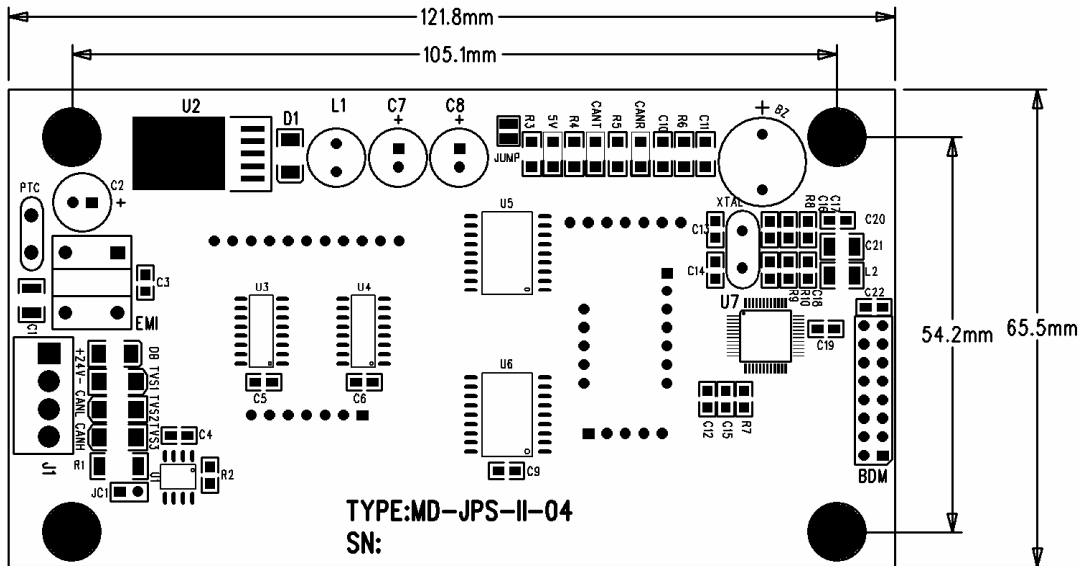 121.8mm
105.1mm
U2
D1
L1
C7
+
C8
+
JUMP
R3
5V
R4
CANT
R5
CANR
C10
R6
C11
+
BZ
PTC
C2
+
U5
XTAL
R8
C16
C17
C20
C13
C21
C3
EMI
U3
U4
C14
L2
R9
R10
C18
C22
U7
C1
54.2mm
65.5mm
C19
+24V-
CANL
CANH
DB
TVS1
TVS2
TVS3
C5
C6
U6
C4
C12
C15
R7
J1
R1
U1
R2
C9
BDM
JC1
TYPE:MD-JPS-II-04
SN: